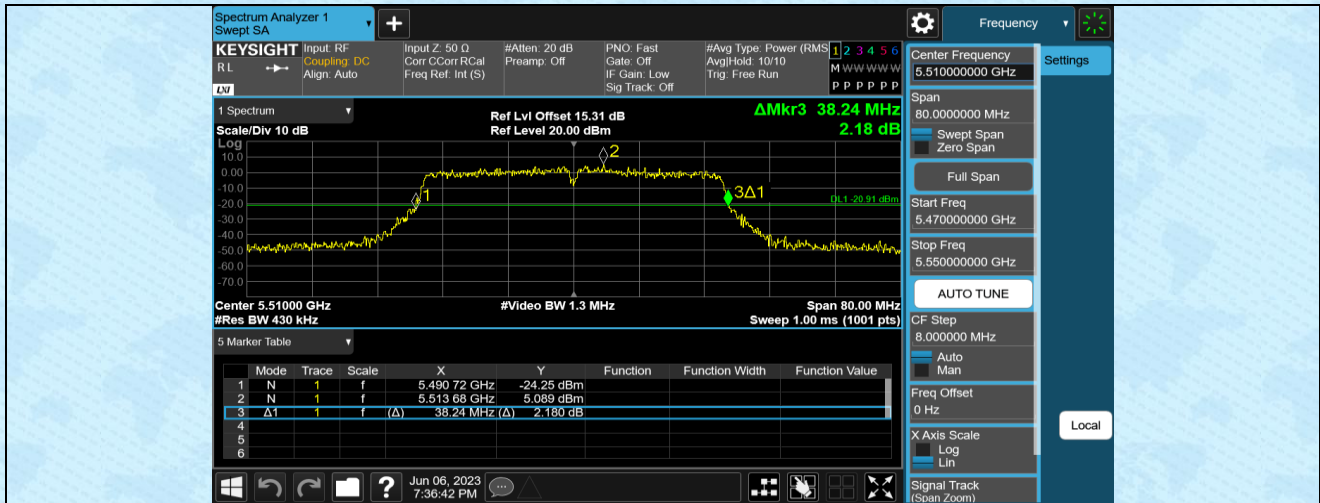 Spectrum Analyzer 1
Swept SA
+
Frequency
KEYSIGHT
RL
LXI
Input: RF
Coupling: DC
Align: Auto
Input Z: 50 Ω
Corr CCorr RCal
Freq Ref: Int (S)
#Atten: 20 dB
Preamp: Off
PNO: Fast
Gate: Off
IF Gain: Low
Sig Track: Off
#Avg Type: Power (RMS
Avg|Hold: 10/10
Trig: Free Run
1 2 3 4 5 6
M W W W W W
P P P P P P
1 Spectrum
Scale/Div 10 dB
Ref Lvl Offset 15.31 dB
Ref Level 20.00 dBm
ΔMkr3 38.24 MHz
2.18 dB
Log
10.0
0.00
-10.0
-20.0
-30.0
-40.0
-50.0
-60.0
-70.0
1
2
3Δ1
DL1 -20.91 dBm
Center 5.51000 GHz
#Video BW 1.3 MHz
Span 80.00 MHz
#Res BW 430 kHz
Sweep 1.00 ms (1001 pts)
5 Marker Table
Mode Trace Scale X Y Function Function Width Function Value
1 N 1 f 5.490 72 GHz -24.25 dBm
2 N 1 f 5.513 68 GHz 5.089 dBm
3 Δ1 1 f (Δ) 38.24 MHz (Δ) 2.180 dB
4
5
6
?
Jun 06, 2023
7:36:42 PM
Center Frequency
5.510000000 GHz
Settings
Span
80.0000000 MHz
Swept Span
Zero Span
Full Span
Start Freq
5.470000000 GHz
Stop Freq
5.550000000 GHz
AUTO TUNE
CF Step
8.000000 MHz
Auto
Man
Freq Offset
0 Hz
Local
X Axis Scale
Log
Lin
Signal Track
(Span Zoom)